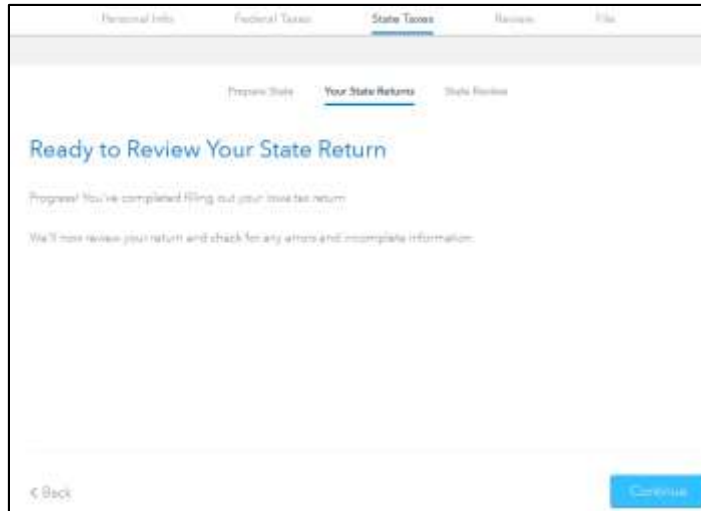 Personal Info Federal Taxes State Taxes Review File
Prepare State Your State Returns State Review
Ready to Review Your State Return
Progress! You've completed filling out your Iowa tax return
We'll now review your return and check for any errors and incomplete information.
< Back Continue